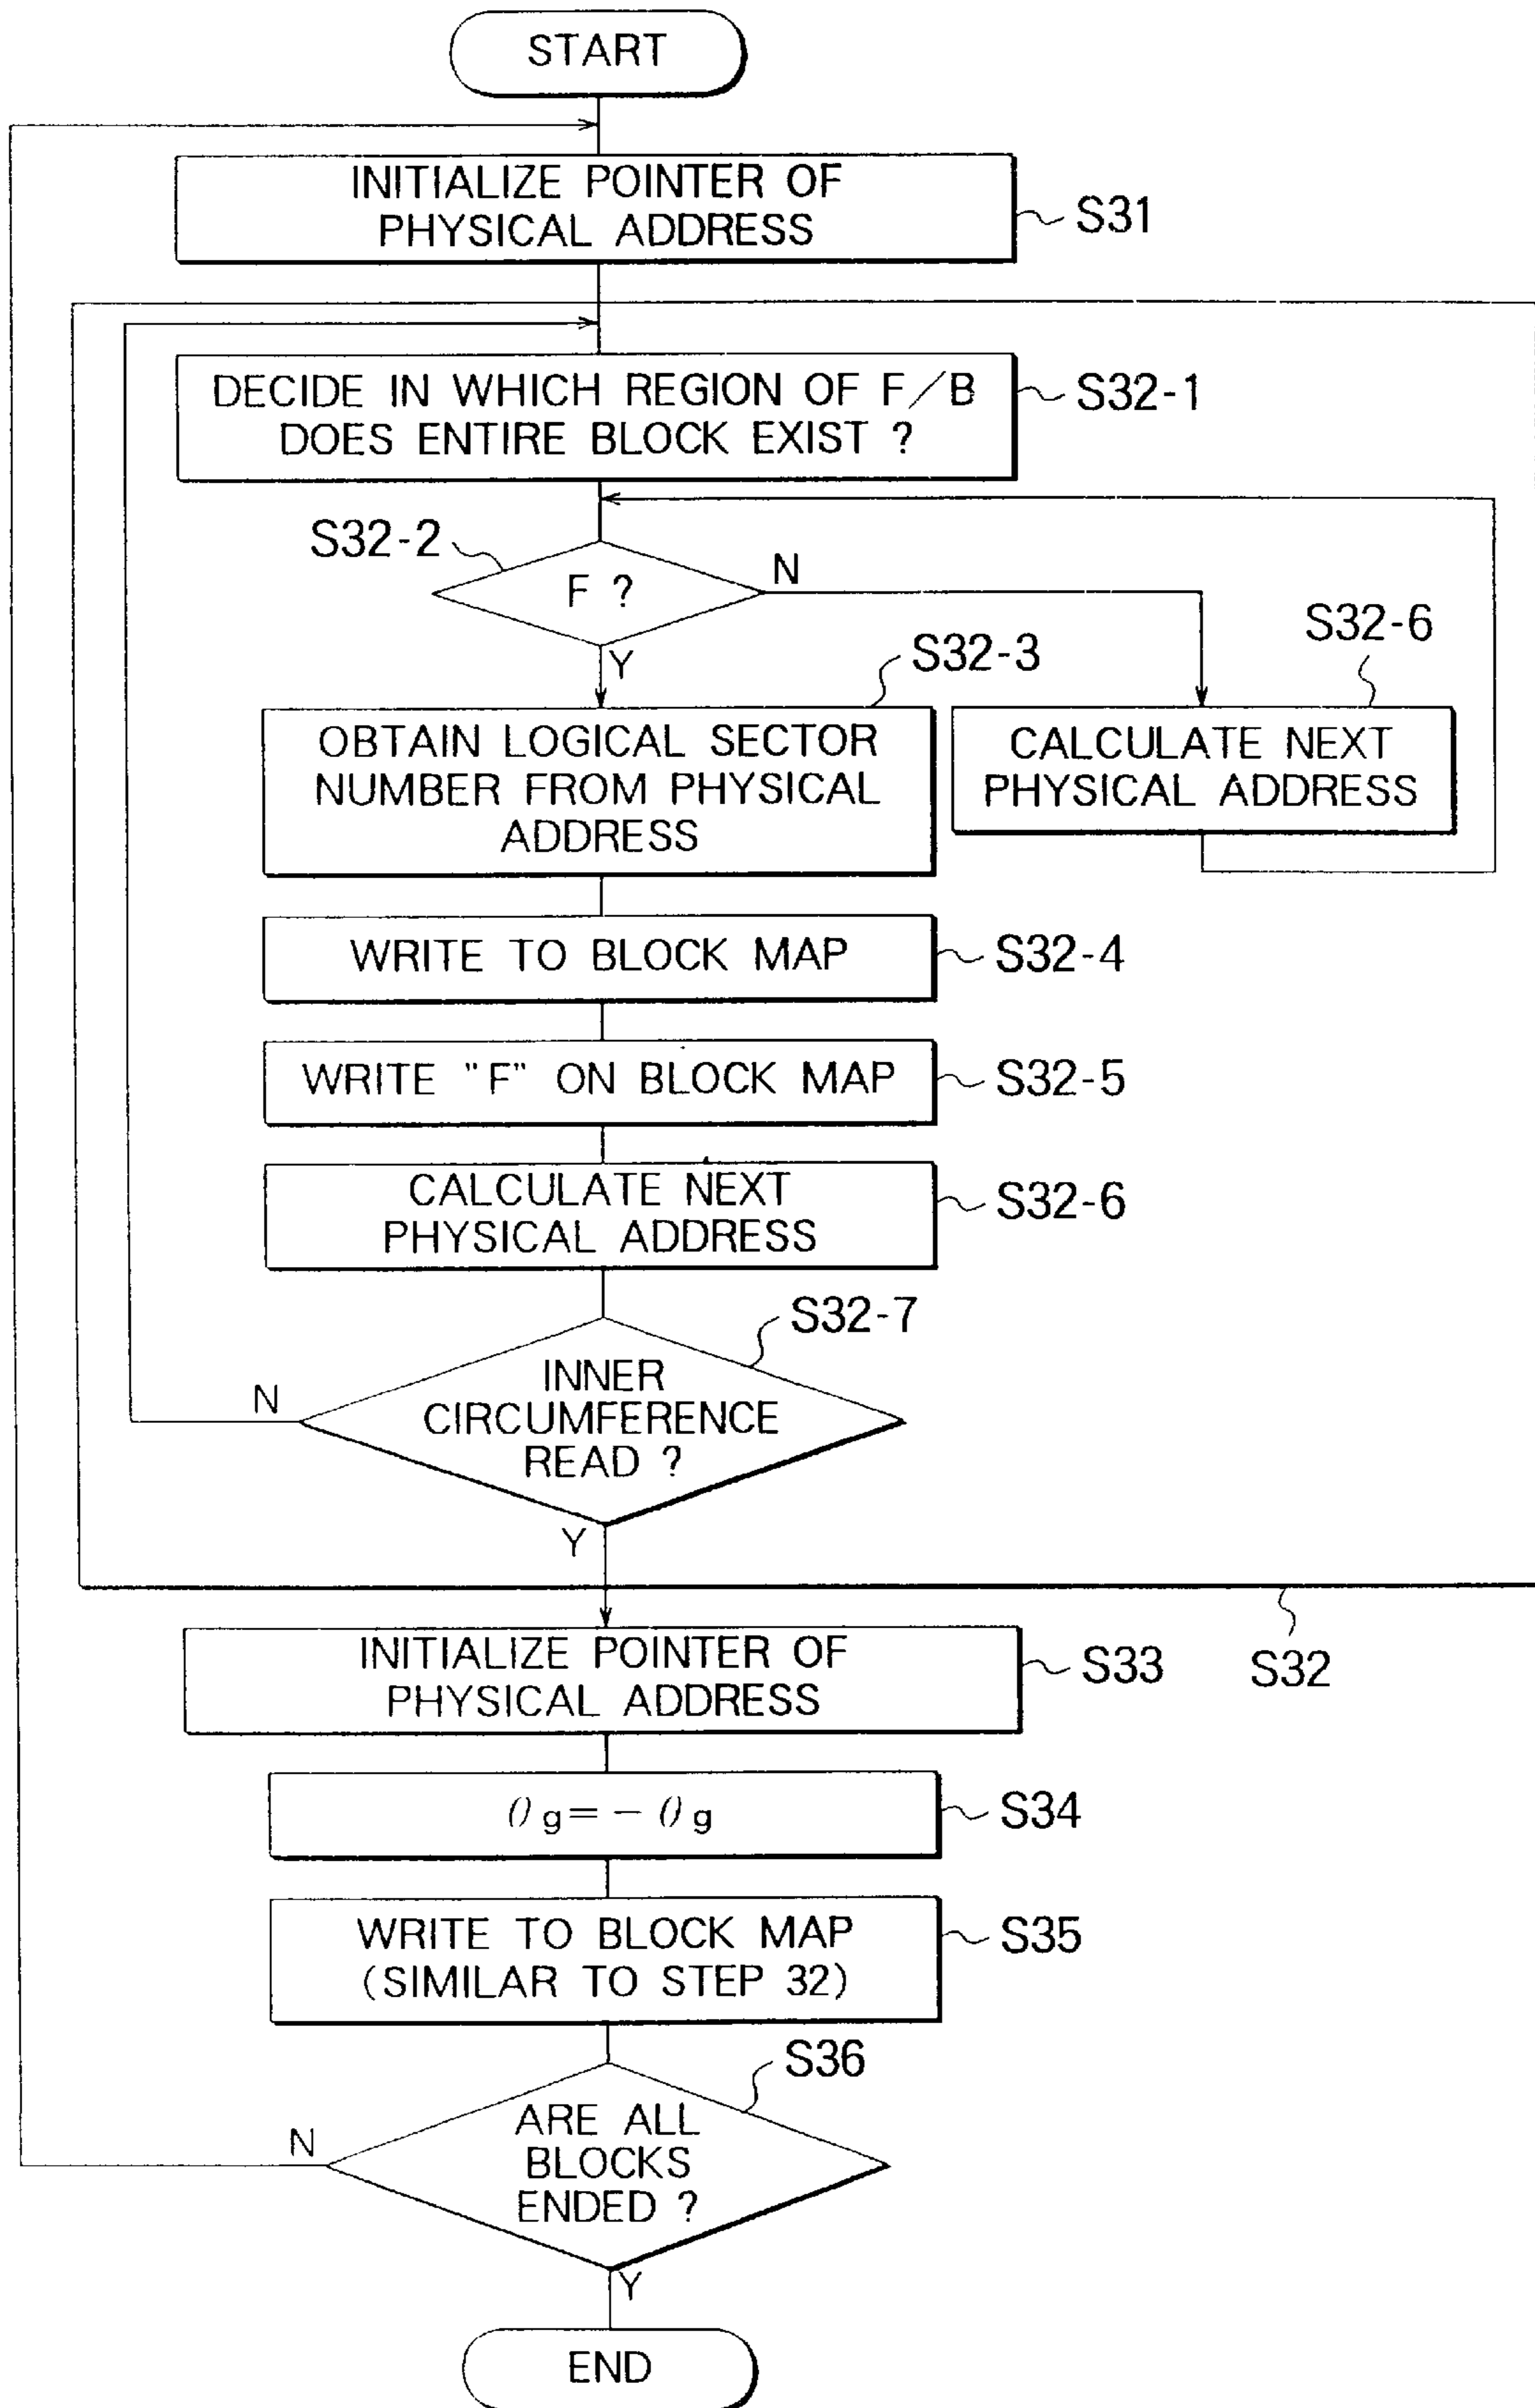 START
INITIALIZE POINTER OF
PHYSICAL ADDRESS
S31
DECIDE IN WHICH REGION OF F/B
DOES ENTIRE BLOCK EXIST ?
S32-1
S32-2
F ?
N
Y
S32-3
S32-6
OBTAIN LOGICAL SECTOR
NUMBER FROM PHYSICAL
ADDRESS
CALCULATE NEXT
PHYSICAL ADDRESS
WRITE TO BLOCK MAP
S32-4
WRITE "F" ON BLOCK MAP
S32-5
CALCULATE NEXT
PHYSICAL ADDRESS
S32-6
S32-7
INNER
CIRCUMFERENCE
READ ?
N
Y
S32
INITIALIZE POINTER OF
PHYSICAL ADDRESS
S33
θg=−θg
S34
WRITE TO BLOCK MAP
(SIMILAR TO STEP 32)
S35
S36
ARE ALL
BLOCKS
ENDED ?
N
Y
END